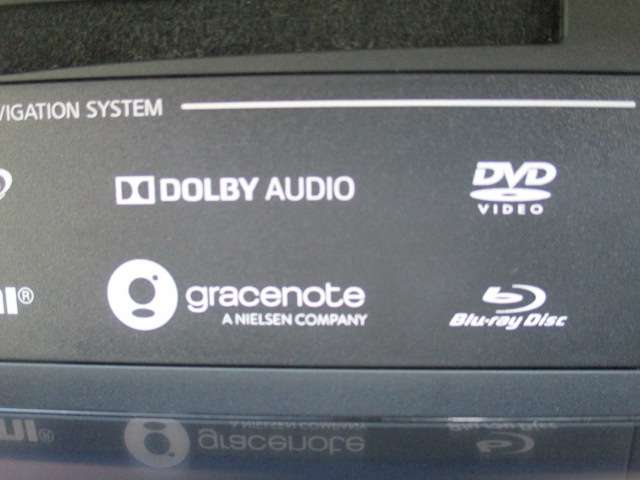 VIGATION SYSTEM
DOLBY AUDIO
DVD
VIDEO
gracenote
A NIELSEN COMPANY
Blu-ray Disc